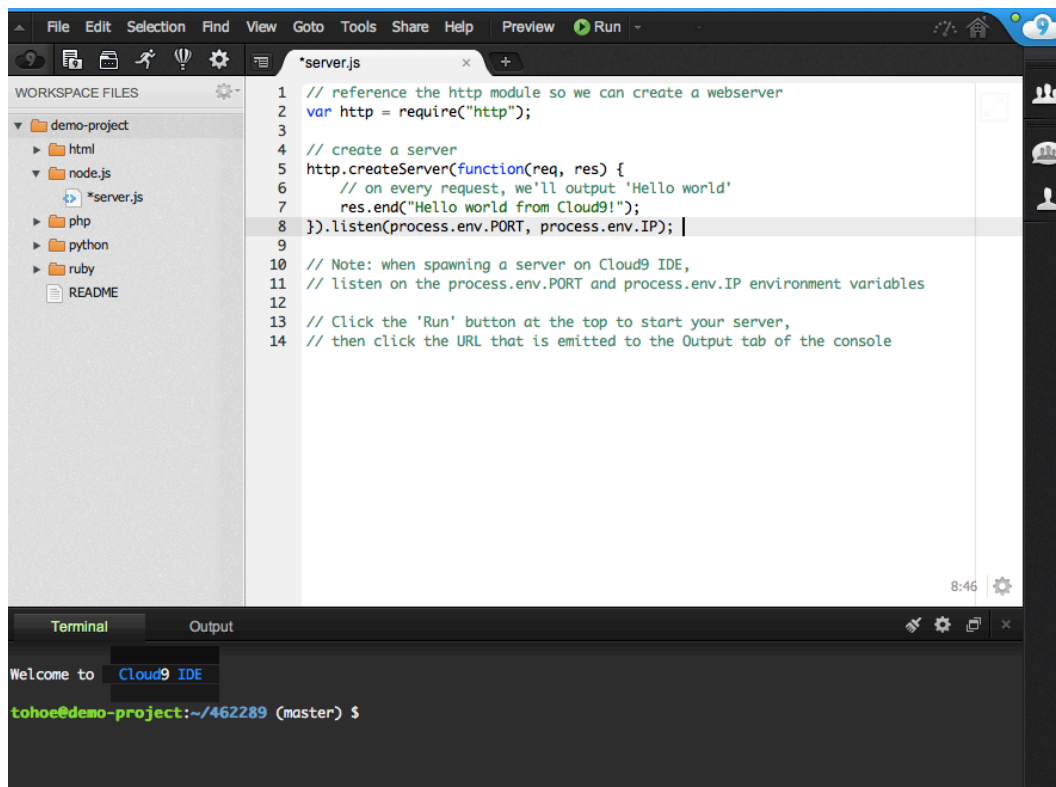 File Edit Selection Find View Goto Tools Share Help Preview Run
9
9
*server.js × +
WORKSPACE FILES
demo-project
html
node.js
*server.js
php
python
ruby
README
1 // reference the http module so we can create a webserver
2 var http = require("http");
3
4 // create a server
5 http.createServer(function(req, res) {
6 // on every request, we'll output 'Hello world'
7 res.end("Hello world from Cloud9!");
8 }).listen(process.env.PORT, process.env.IP);
9
10 // Note: when spawning a server on Cloud9 IDE,
11 // listen on the process.env.PORT and process.env.IP environment variables
12
13 // Click the 'Run' button at the top to start your server,
14 // then click the URL that is emitted to the Output tab of the console
8:46
Terminal Output
Welcome to Cloud9 IDE
tohoe@demo-project:~/462289 (master) $